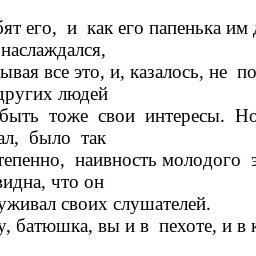 бят его, и как его папенька им
наслаждался,
ывая все это, и, казалось, не по
других людей
быть тоже свои интересы. Но
ал, было так
тепенно, наивность молодого
видна, что он
уживал своих слушателей.
у, батюшка, вы и в пехоте, и в к